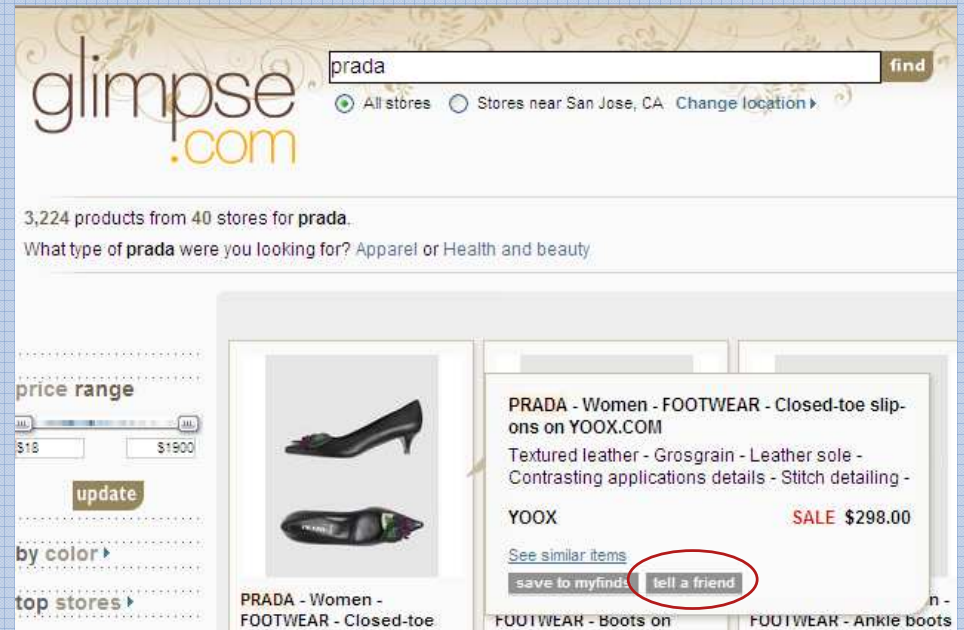 glimpse
.com
prada
find
All stores Stores near San Jose, CA Change location
3,224 products from 40 stores for prada.
What type of prada were you looking for? Apparel or Health and beauty
price range
$18 $1900
update
by color
top stores
PRADA - Women -
FOOTWEAR - Closed-toe
PRADA - Women - FOOTWEAR - Closed-toe slip-
ons on YOOX.COM
Textured leather - Grosgrain - Leather sole -
Contrasting applications details - Stitch detailing -
YOOX SALE $298.00
See similar items
save to myfinds tell a friend
FOOTWEAR - Boots on
n -
FOOTWEAR - Ankle boots